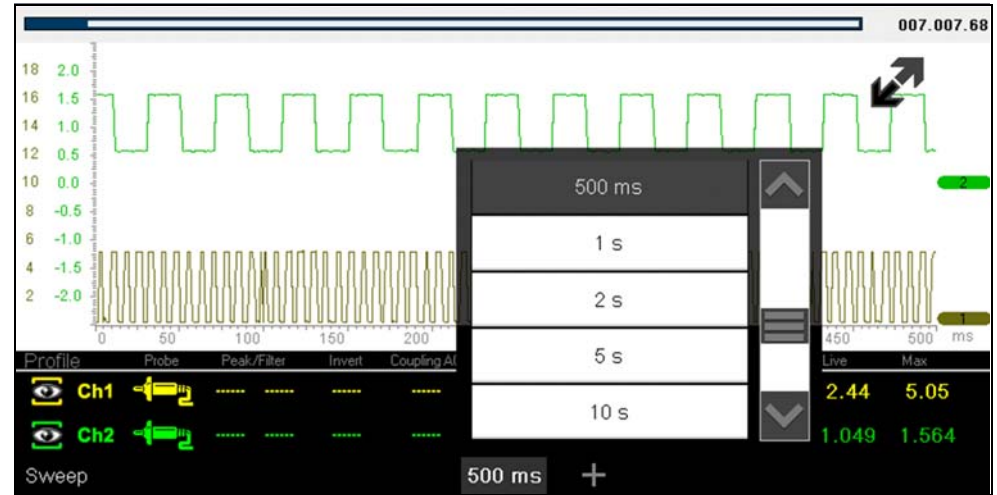 007.007.68
18 2.0
16 1.5
14 1.0
12 0.5
10 0.0
8 -0.5
6 -1.0
4 -1.5
2 -2.0
2
1
0 50 100 150 200 450 500 ms
500 ms
1 s
2 s
5 s
10 s
Profile Probe Peak/Filter Invert Coupling AC Live Max
Ch1 ------ ------ ------ ------ 2.44 5.05
Ch2 ------ ------ ------ ------ 1.049 1.564
Sweep 500 ms +